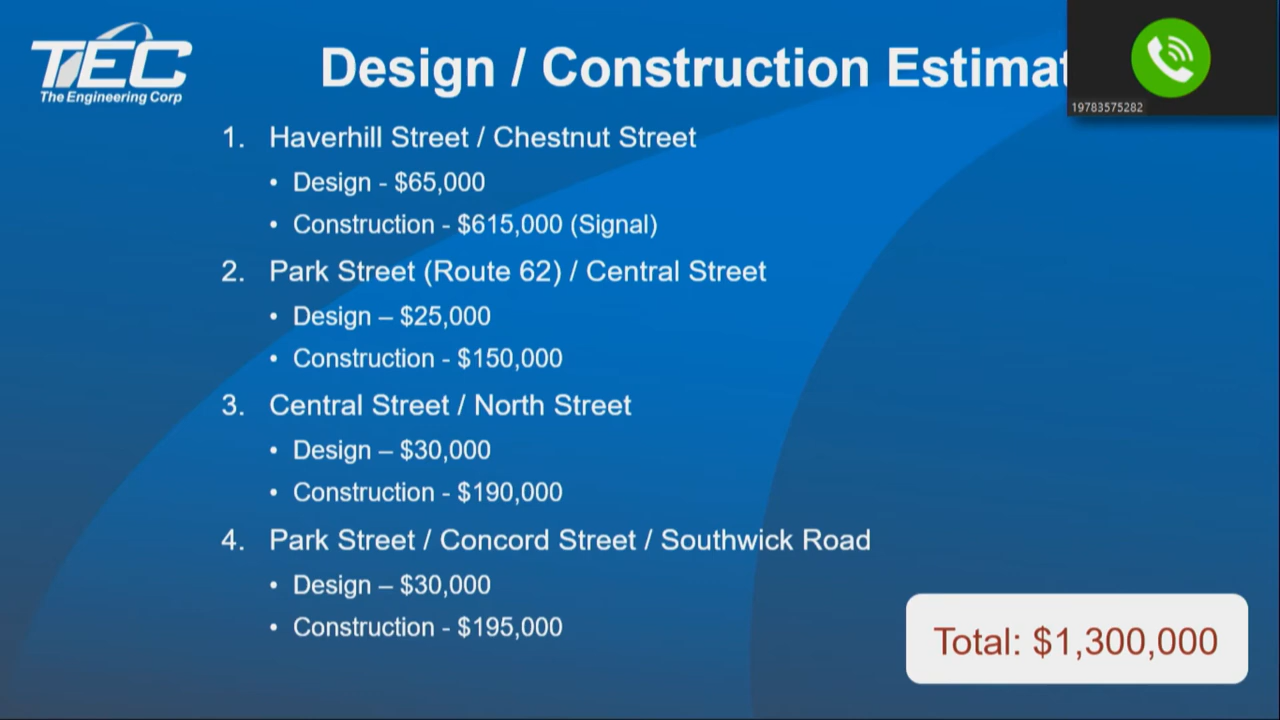 TEC
The Engineering Corp
Design / Construction Estimat
19783575282
1. Haverhill Street / Chestnut Street
• Design - $65,000
• Construction - $615,000 (Signal)
2. Park Street (Route 62) / Central Street
• Design – $25,000
• Construction - $150,000
3. Central Street / North Street
• Design – $30,000
• Construction - $190,000
4. Park Street / Concord Street / Southwick Road
• Design – $30,000
• Construction - $195,000
Total: $1,300,000